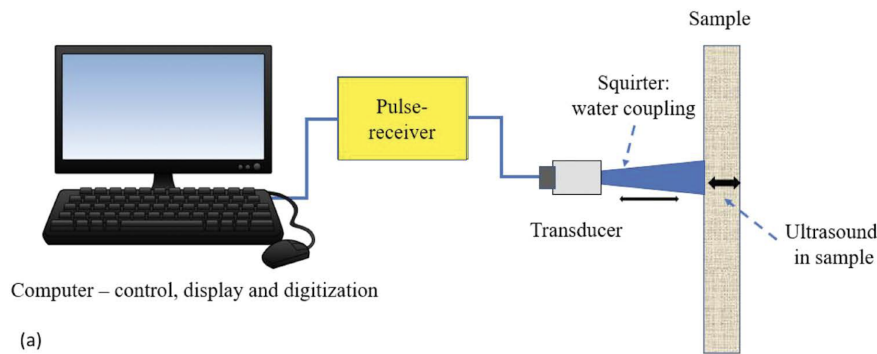 Sample
Squirter:
water coupling
Pulse-
receiver
Transducer
Ultrasound
in sample
Computer – control, display and digitization
(a)